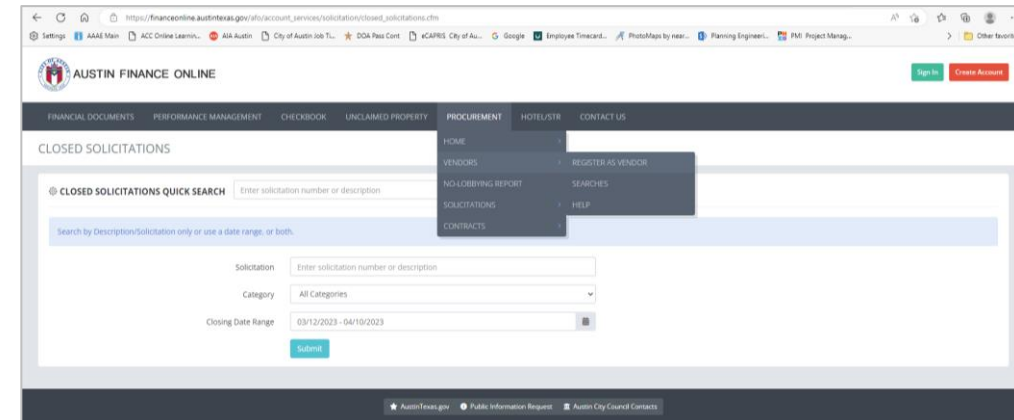 https://financeonline.austintexas.gov/afo/account_services/solicitation/closed_solicitations.cfm
Settings AAAE Main ACC Online Learnin... AIA Austin City of Austin Job Ti... DOA Pass Cont eCAPRIS City of Au... Google Employee Timecard... PhotoMaps by near... Planning Engineeri... PMI Project Manag... Other favorit
AUSTIN FINANCE ONLINE
Sign In Create Account
FINANCIAL DOCUMENTS PERFORMANCE MANAGEMENT CHECKBOOK UNCLAIMED PROPERTY PROCUREMENT HOTEL/STR CONTACT US
HOME
CLOSED SOLICITATIONS
VENDORS REGISTER AS VENDOR
NO-LOBBYING REPORT SEARCHES
CLOSED SOLICITATIONS QUICK SEARCH Enter solicitation number or description
SOLICITATIONS HELP
CONTRACTS
Search by Description/Solicitation only or use a date range, or both.
Solicitation Enter solicitation number or description
Category All Categories
Closing Date Range 03/12/2023 - 04/10/2023
Submit
AustinTexas.gov Public Information Request Austin City Council Contacts